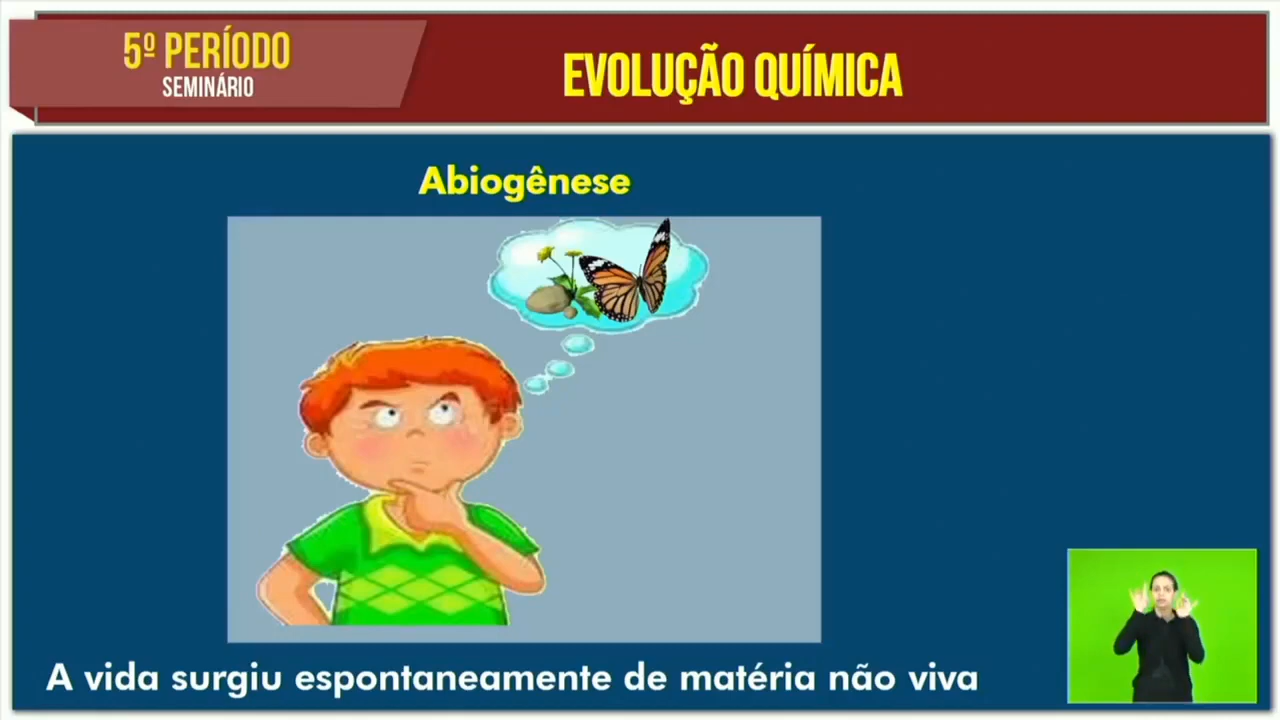 5º PERÍODO
SEMINÁRIO
EVOLUÇÃO QUÍMICA
Abiogênese
A vida surgiu espontaneamente de matéria não viva